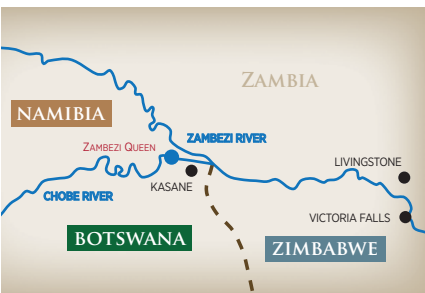 ZAMBIA
NAMIBIA
ZAMBEZI QUEEN
ZAMBEZI RIVER
LIVINGSTONE
KASANE
CHOBE RIVER
VICTORIA FALLS
BOTSWANA
ZIMBABWE